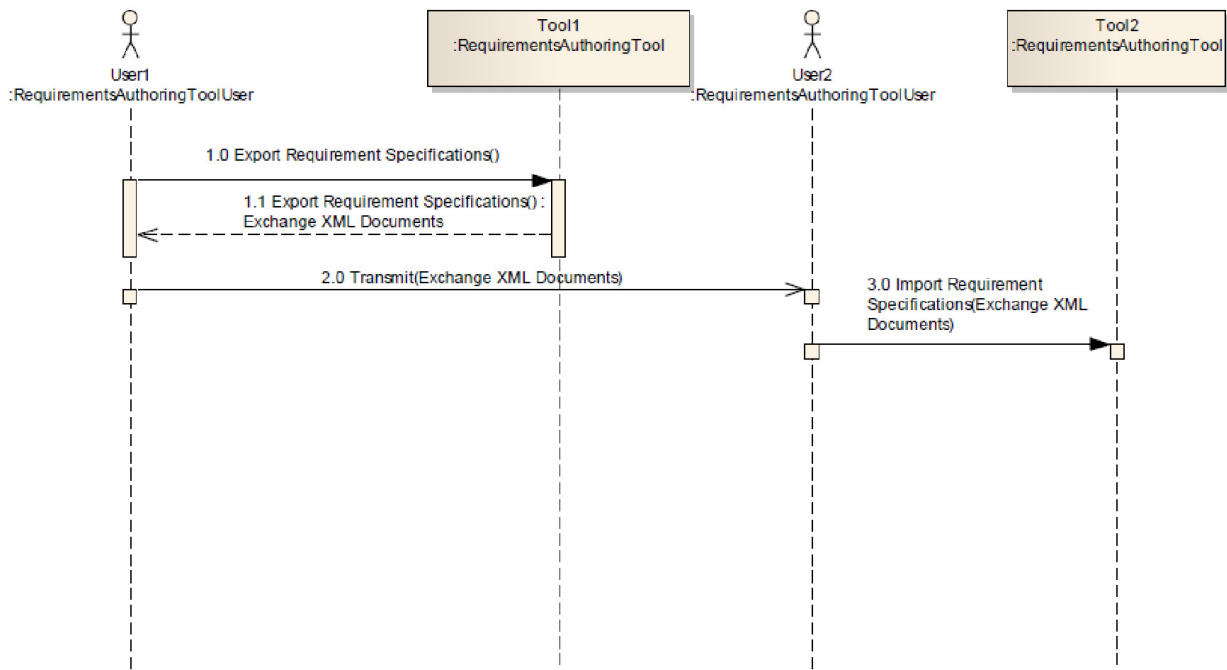 User1
:RequirementsAuthoringToolUser
Tool1
:RequirementsAuthoringTool
User2
:RequirementsAuthoringToolUser
Tool2
:RequirementsAuthoringTool
1.0 Export Requirement Specifications()
1.1 Export Requirement Specifications() :
Exchange XML Documents
2.0 Transmit(Exchange XML Documents)
3.0 Import Requirement
Specifications(Exchange XML
Documents)